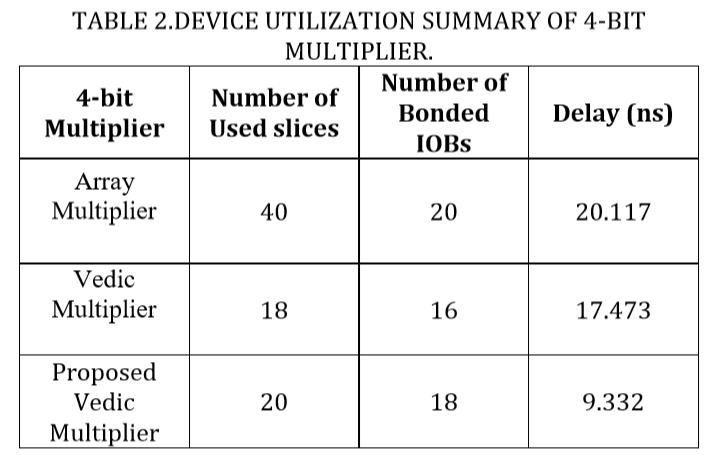 TABLE 2.DEVICE UTILIZATION SUMMARY OF 4-BIT
MULTIPLIER.
4-bit
Multiplier
Number of
Used slices
Number of
Bonded
IOBs
Delay (ns)
Array
Multiplier
40
20
20.117
Vedic
Multiplier
18
16
17.473
Proposed
Vedic
Multiplier
20
18
9.332